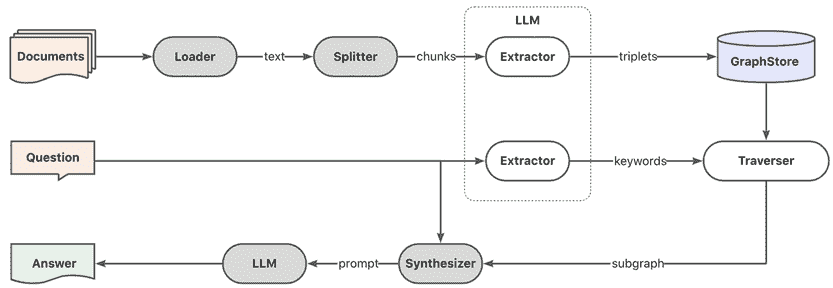 LLM
Documents
Loader
text
Splitter
chunks
Extractor
triplets
GraphStore
Question
Extractor
keywords
Traverser
Answer
LLM
prompt
Synthesizer
subgraph